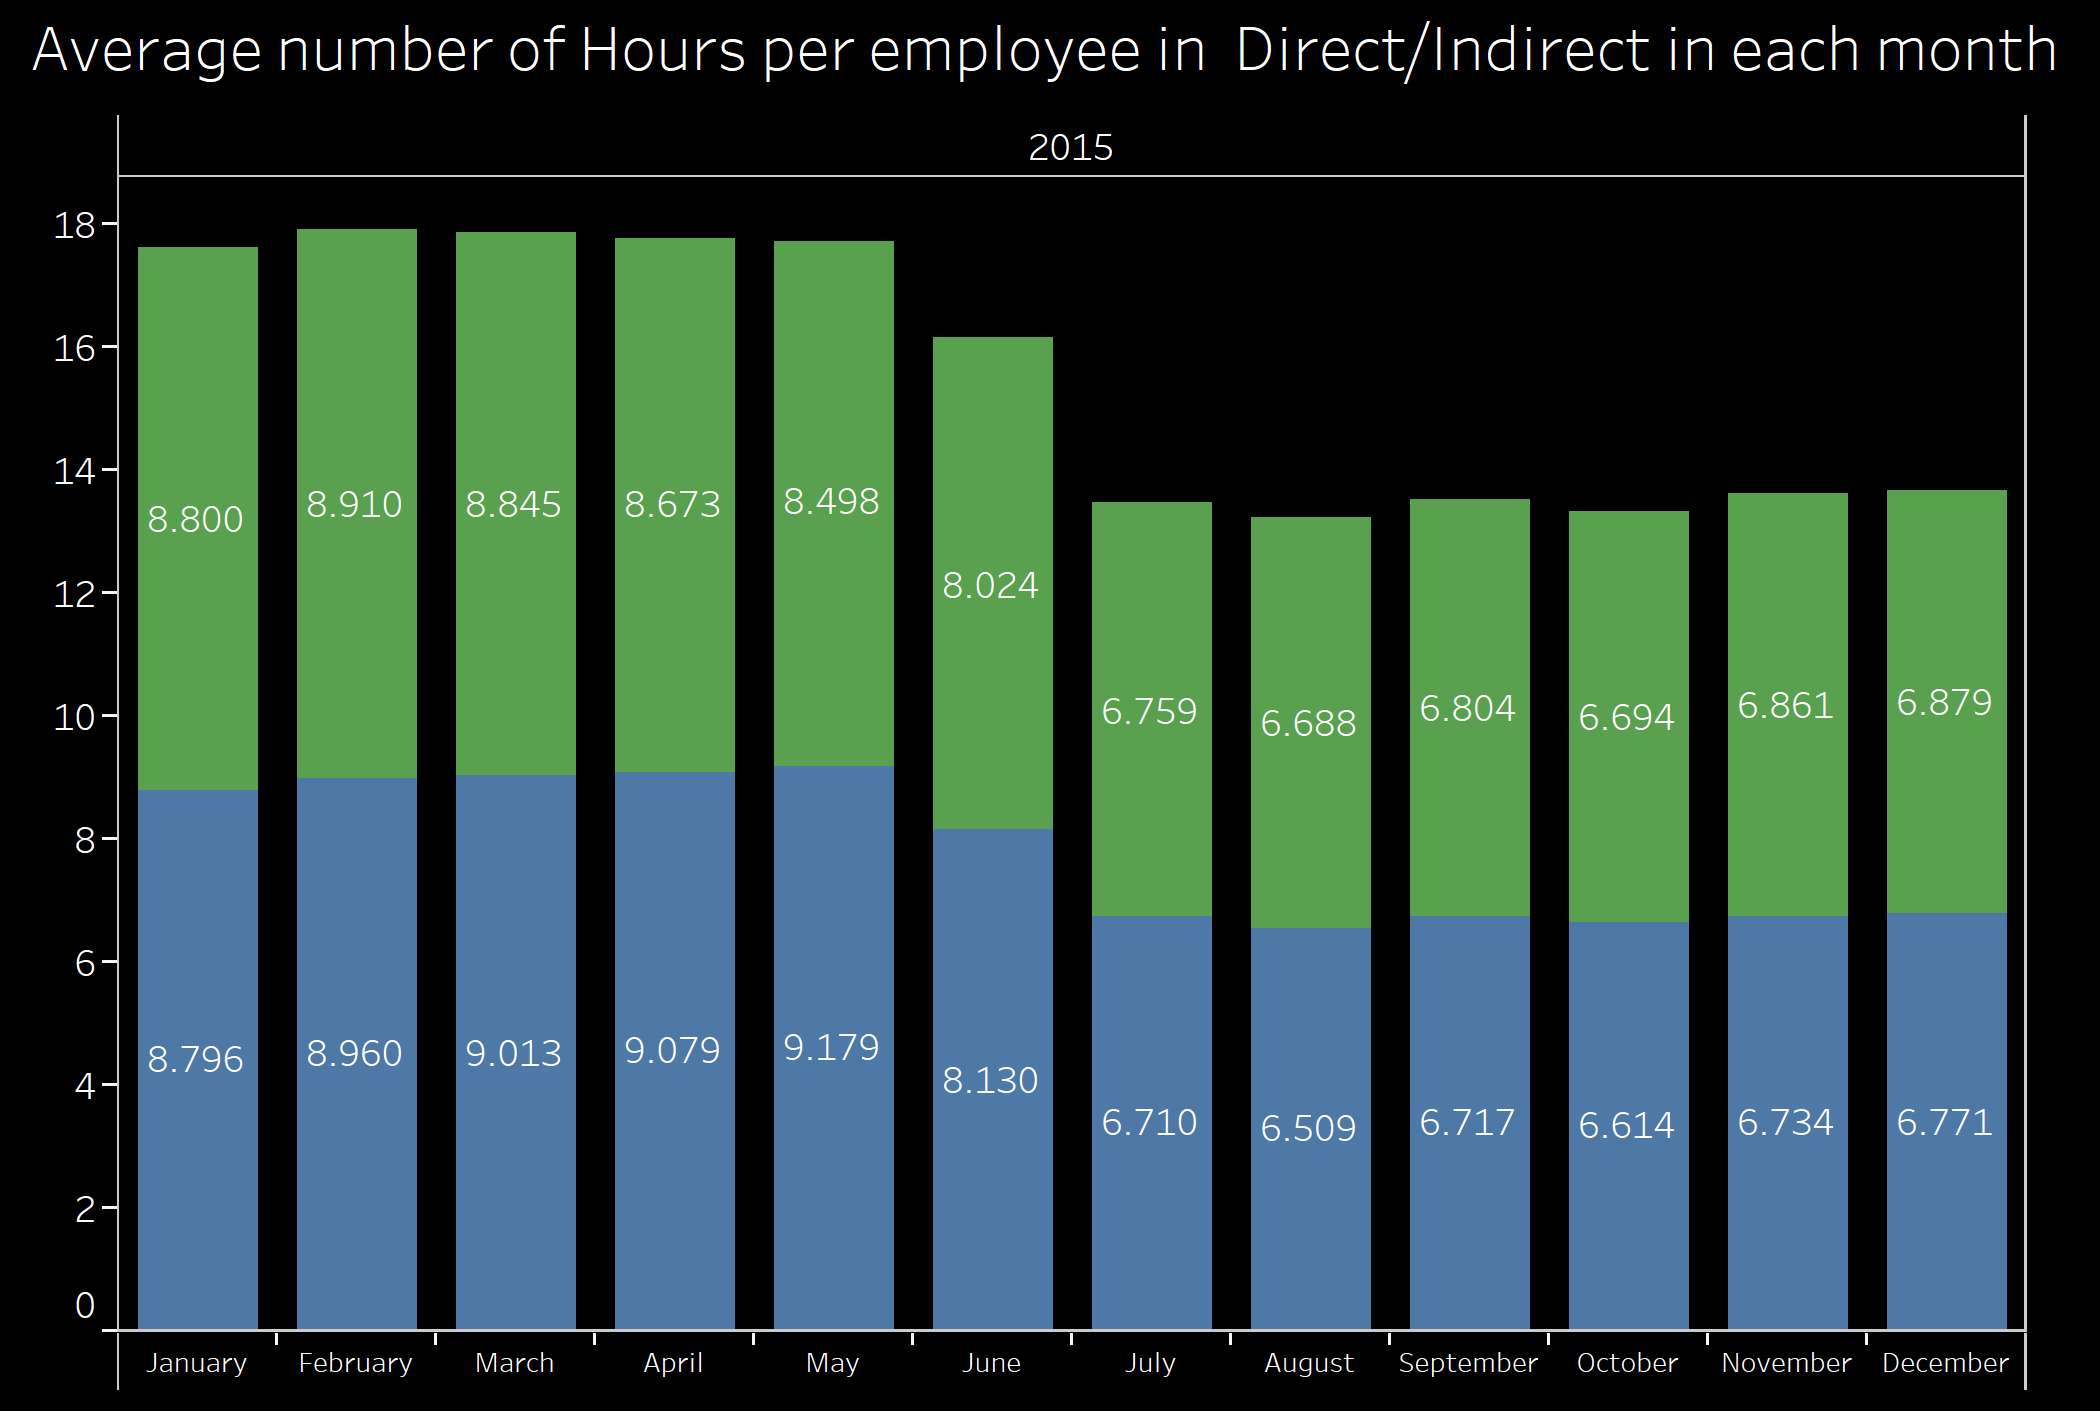 Average number of Hours per employee in  Direct/Indirect in each month
2015
18
16
14
12
10
8
6
4
2
0
8.800 8.910 8.845 8.673 8.498 8.024 6.759 6.688 6.804 6.694 6.861 6.879
8.796 8.960 9.013 9.079 9.179 8.130 6.710 6.509 6.717 6.614 6.734 6.771
January February March April May June July August September October November December